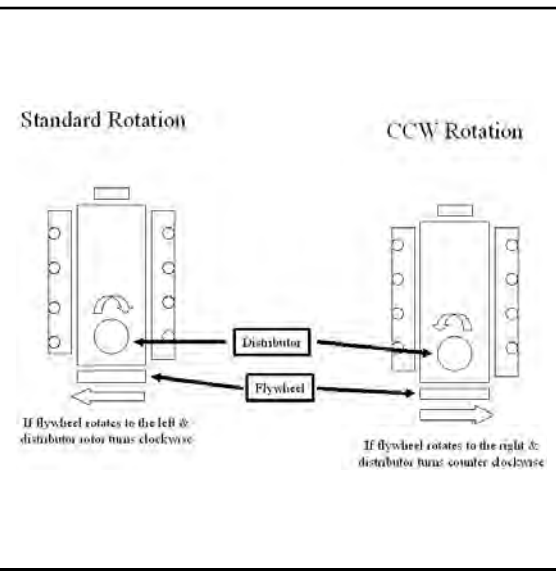 Standard Rotation
CCW Rotation
Distributor
Flywheel
If flywheel rotates to the left &
distributor rotor turns clockwise
If flywheel rotates to the right &
distributor turns counter clockwise